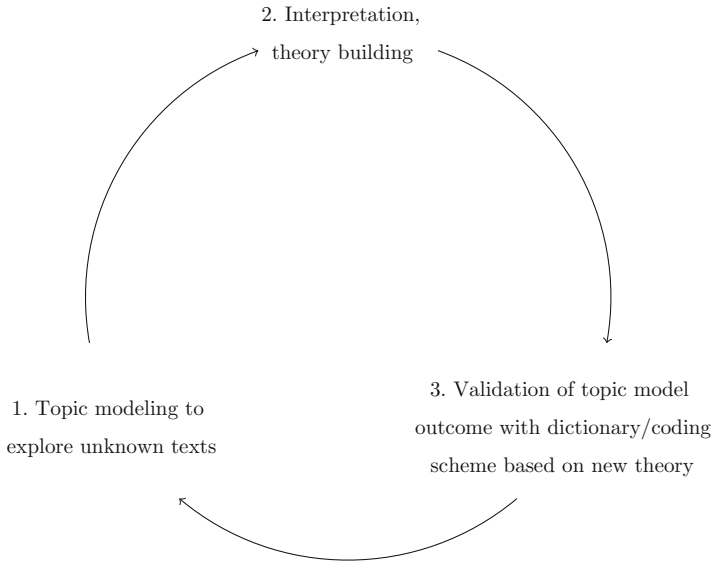 2. Interpretation,
theory building
1. Topic modeling to
explore unknown texts
3. Validation of topic model
outcome with dictionary/coding
scheme based on new theory